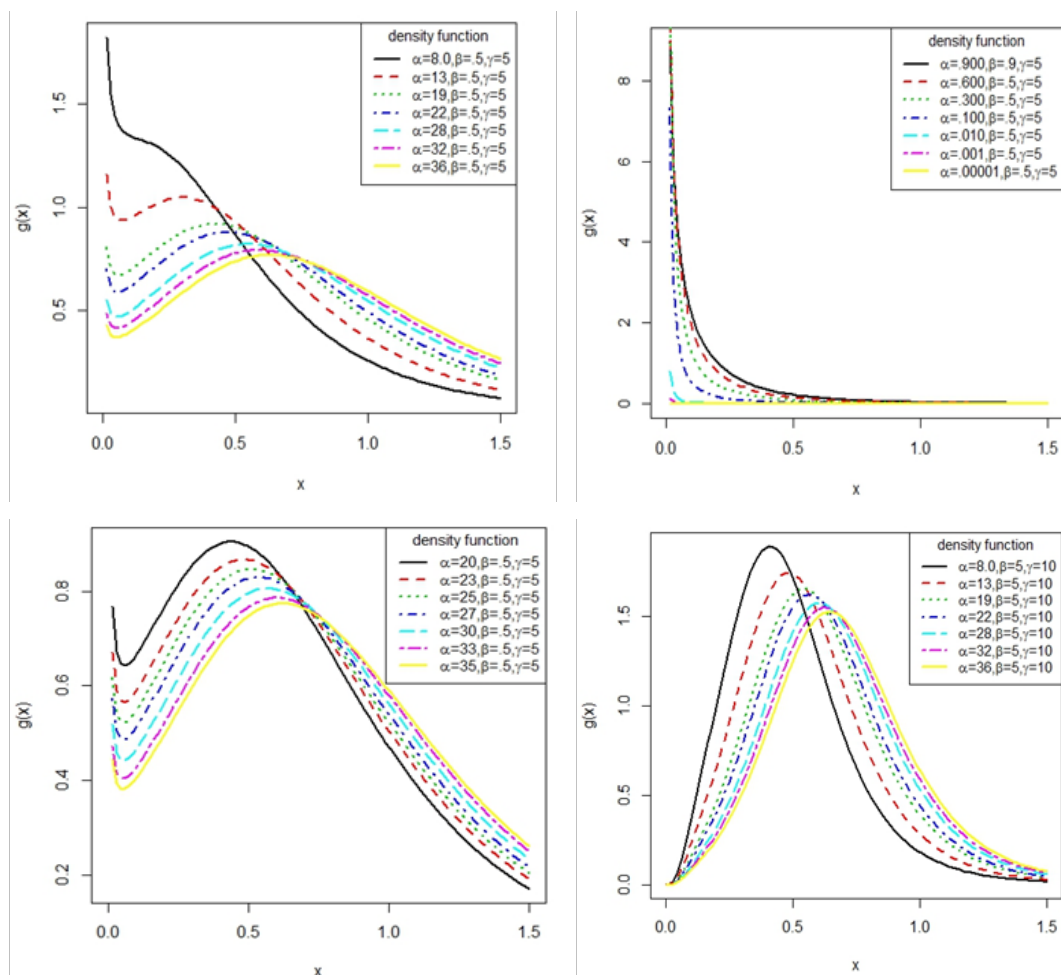 density function
α=8.0,β=.5,γ=5
α=13,β=.5,γ=5
α=19,β=.5,γ=5
α=22,β=.5,γ=5
α=28,β=.5,γ=5
α=32,β=.5,γ=5
α=36,β=.5,γ=5
g(x)
1.5
1.0
0.5
0.0 0.5 1.0 1.5
x
density function
α=.900,β=.9,γ=5
α=.600,β=.5,γ=5
α=.300,β=.5,γ=5
α=.100,β=.5,γ=5
α=.010,β=.5,γ=5
α=.001,β=.5,γ=5
α=.00001,β=.5,γ=5
g(x)
8
6
4
2
0
0.0 0.5 1.0 1.5
x
density function
α=20,β=.5,γ=5
α=23,β=.5,γ=5
α=25,β=.5,γ=5
α=27,β=.5,γ=5
α=30,β=.5,γ=5
α=33,β=.5,γ=5
α=35,β=.5,γ=5
g(x)
0.8
0.6
0.4
0.2
0.0 0.5 1.0 1.5
x
density function
α=8.0,β=5,γ=10
α=13,β=5,γ=10
α=19,β=5,γ=10
α=22,β=5,γ=10
α=28,β=5,γ=10
α=32,β=5,γ=10
α=36,β=5,γ=10
g(x)
1.5
1.0
0.5
0.0
0.0 0.5 1.0 1.5
x